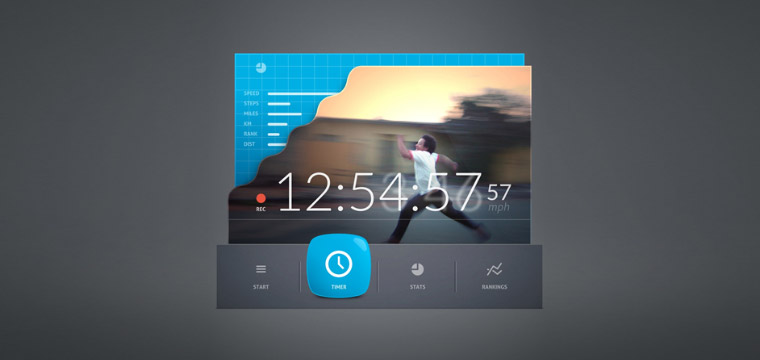 SPEED
STEPS
MILES
KM
RANK
DIST
REC
12:54:57
57
mph
START
TIMER
STATS
RANKINGS